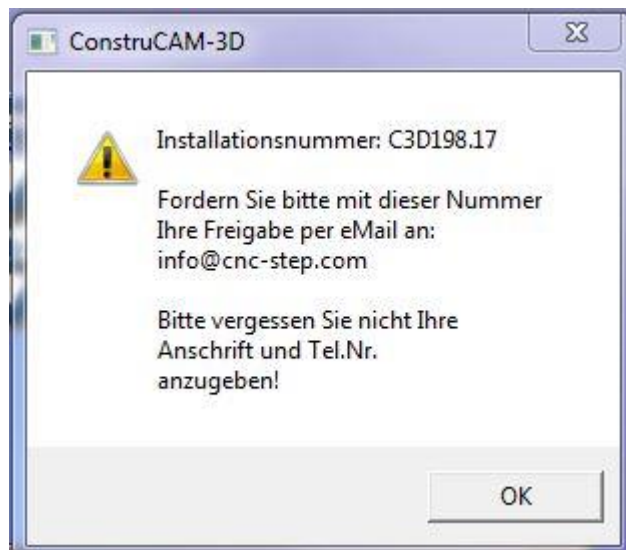 ConstruCAM-3D
Installationsnummer: C3D198.17
Fordern Sie bitte mit dieser Nummer
Ihre Freigabe per eMail an:
info@cnc-step.com
Bitte vergessen Sie nicht Ihre
Anschrift und Tel.Nr.
anzugeben!
OK